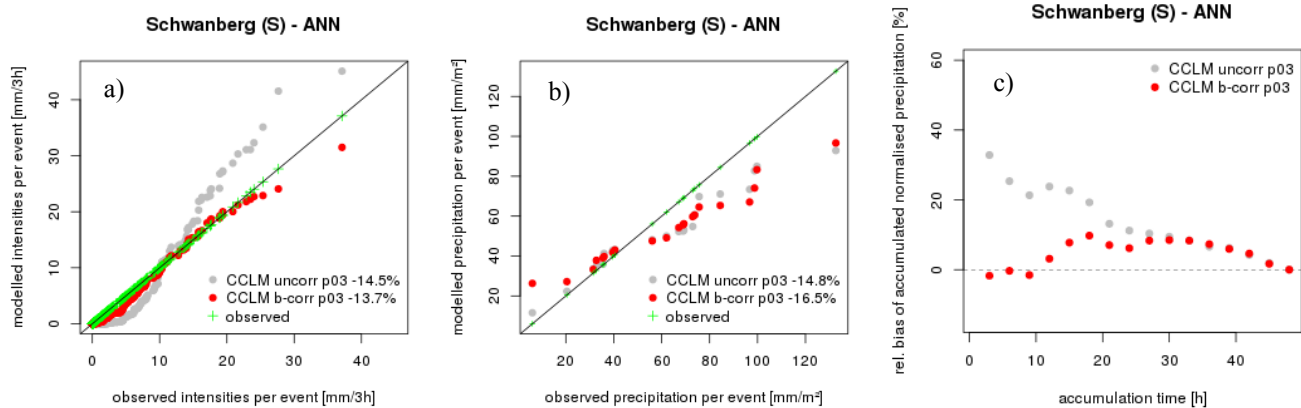 Schwanberg (S) - ANN
modelled intensities per event [mm/3h]
a)
40
30
20
10
0
CCLM uncorr p03 -14.5%
CCLM b-corr p03 -13.7%
observed
0 10 20 30 40
observed intensities per event [mm/3h]
Schwanberg (S) - ANN
modelled precipitation per event [mm/m²]
b)
120
100
80
60
40
20
CCLM uncorr p03 -14.8%
CCLM b-corr p03 -16.5%
observed
0 20 40 60 80 100 120
observed precipitation per event [mm/m²]
Schwanberg (S) - ANN
rel. bias of accumulated normalised precipitation [%]
c)
60
40
20
0
CCLM uncorr p03
CCLM b-corr p03
0 10 20 30 40
accumulation time [h]